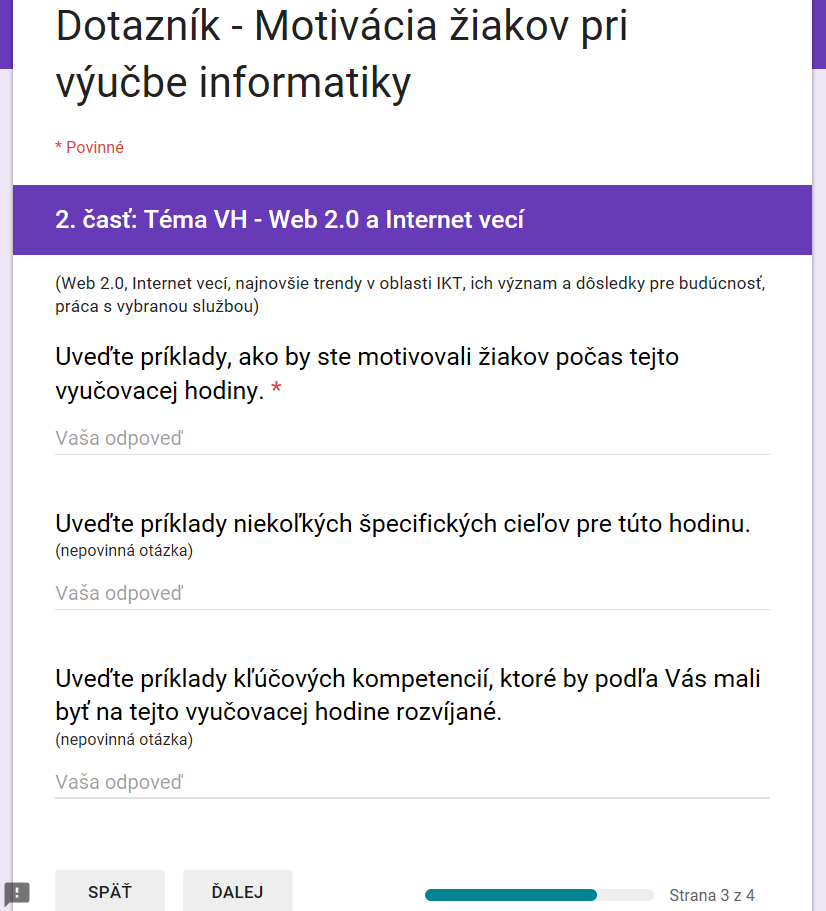 Dotazník - Motivácia žiakov pri
výučbe informatiky
* Povinné
2. časť: Téma VH - Web 2.0 a Internet vecí
(Web 2.0, Internet vecí, najnovšie trendy v oblasti IKT, ich význam a dôsledky pre budúcnosť,
práca s vybranou službou)
Uveďte príklady, ako by ste motivovali žiakov počas tejto
vyučovacej hodiny. *
Vaša odpoveď
Uveďte príklady niekoľkých špecifických cieľov pre túto hodinu.
(nepovinná otázka)
Vaša odpoveď
Uveďte príklady kľúčových kompetencií, ktoré by podľa Vás mali
byť na tejto vyučovacej hodine rozvíjané.
(nepovinná otázka)
Vaša odpoveď
SPÄŤ ĎALEJ Strana 3 z 4